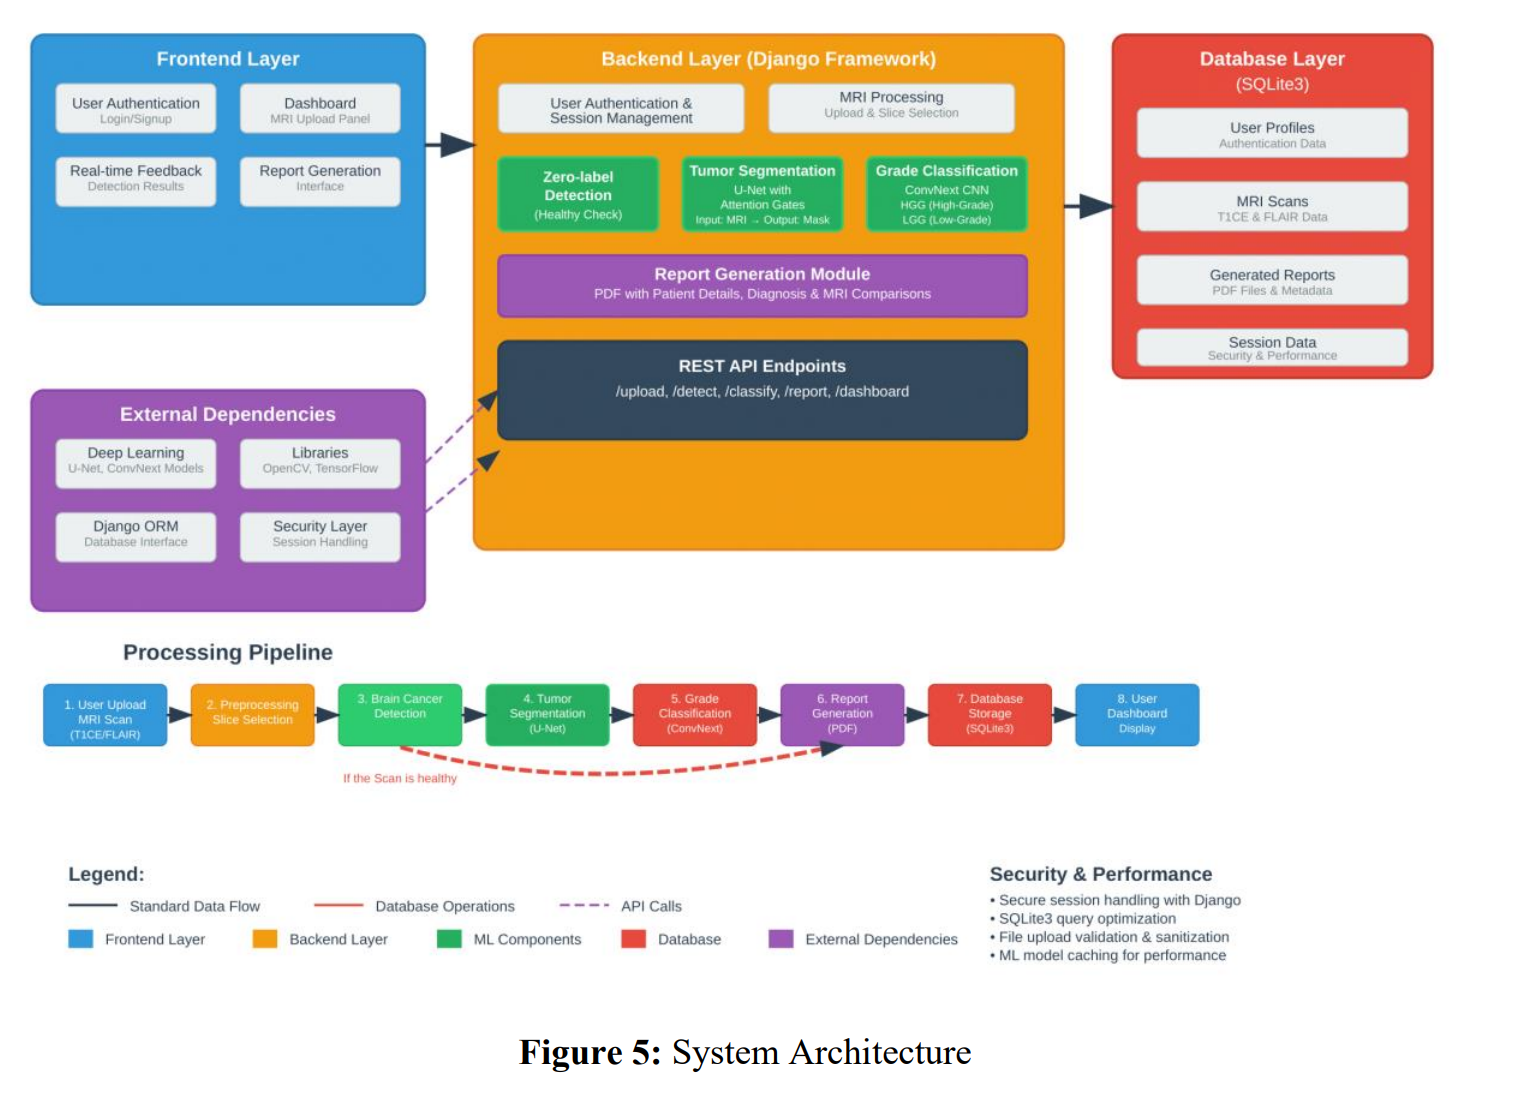 Frontend Layer
User Authentication
Login/Signup
Dashboard
MRI Upload Panel
Real-time Feedback
Detection Results
Report Generation
Interface
Backend Layer (Django Framework)
User Authentication &
Session Management
MRI Processing
Upload & Slice Selection
Zero-label
Detection
(Healthy Check)
Tumor Segmentation
U-Net with
Attention Gates
Input: MRI → Output: Mask
Grade Classification
ConvNext CNN
HGG (High-Grade)
LGG (Low-Grade)
Report Generation Module
PDF with Patient Details, Diagnosis & MRI Comparisons
REST API Endpoints
/upload, /detect, /classify, /report, /dashboard
Database Layer
(SQLite3)
User Profiles
Authentication Data
MRI Scans
T1CE & FLAIR Data
Generated Reports
PDF Files & Metadata
Session Data
Security & Performance
External Dependencies
Deep Learning
U-Net, ConvNext Models
Libraries
OpenCV, TensorFlow
Django ORM
Database Interface
Security Layer
Session Handling
Processing Pipeline
1. User Upload
MRI Scan
(T1CE/FLAIR)
2. Preprocessing
Slice Selection
3. Brain Cancer
Detection
4. Tumor
Segmentation
(U-Net)
5. Grade
Classification
(ConvNext)
6. Report
Generation
(PDF)
7. Database
Storage
(SQLite3)
8. User
Dashboard
Display
If the Scan is healthy
Legend:
Standard Data Flow
Database Operations
API Calls
Frontend Layer
Backend Layer
ML Components
Database
External Dependencies
Security & Performance
• Secure session handling with Django
• SQLite3 query optimization
• File upload validation & sanitization
• ML model caching for performance
Figure 5: System Architecture